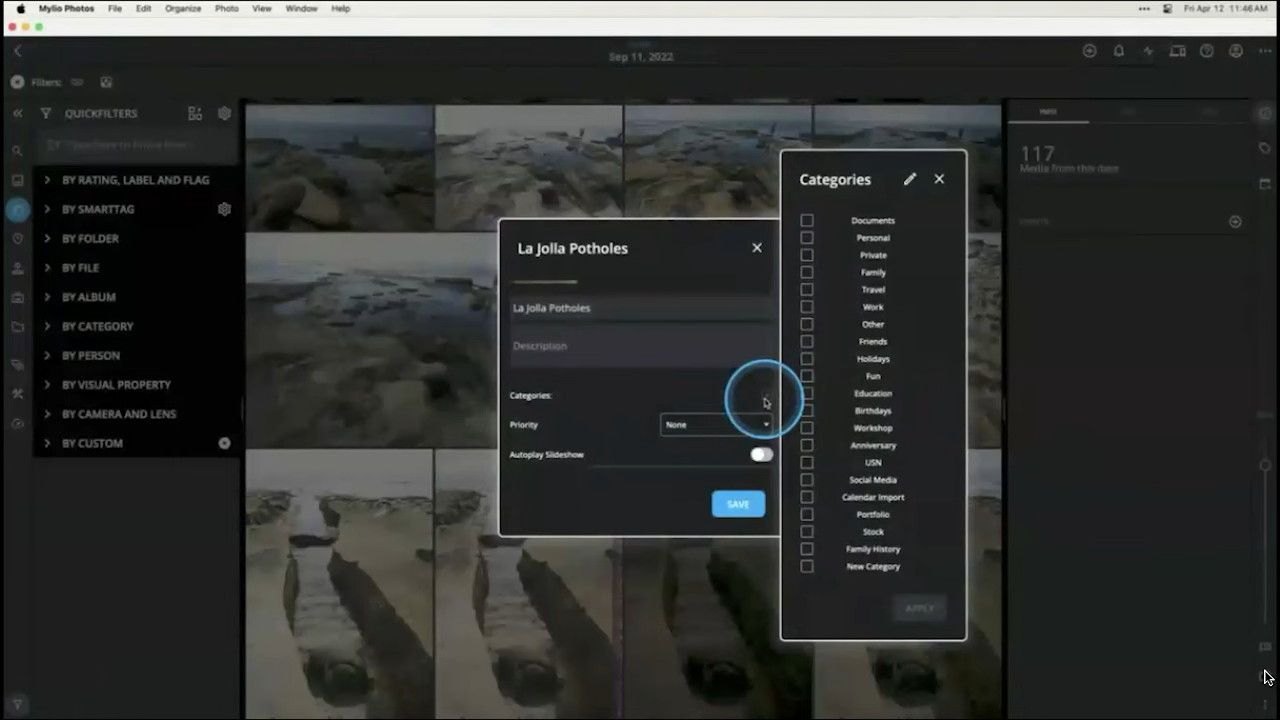 Mylio Photos File Edit Organize Photo View Window Help
Fri Apr 12 11:46 AM
Sep 11, 2022
Filters:
QUICKFILTERS
BY RATING, LABEL AND FLAG
BY SMARTTAG
BY FOLDER
BY FILE
BY ALBUM
BY CATEGORY
BY PERSON
BY VISUAL PROPERTY
BY CAMERA AND LENS
BY CUSTOM
La Jolla Potholes
La Jolla Potholes
Description
Categories:
Priority
None
Autoplay Slideshow
SAVE
Categories
Documents
Personal
Private
Family
Travel
Work
Other
Friends
Holidays
Fun
Education
Birthdays
Workshop
Anniversary
USN
Social Media
Calendar Import
Portfolio
Stock
Family History
New Category
APPLY
INFO
117
Media from this date